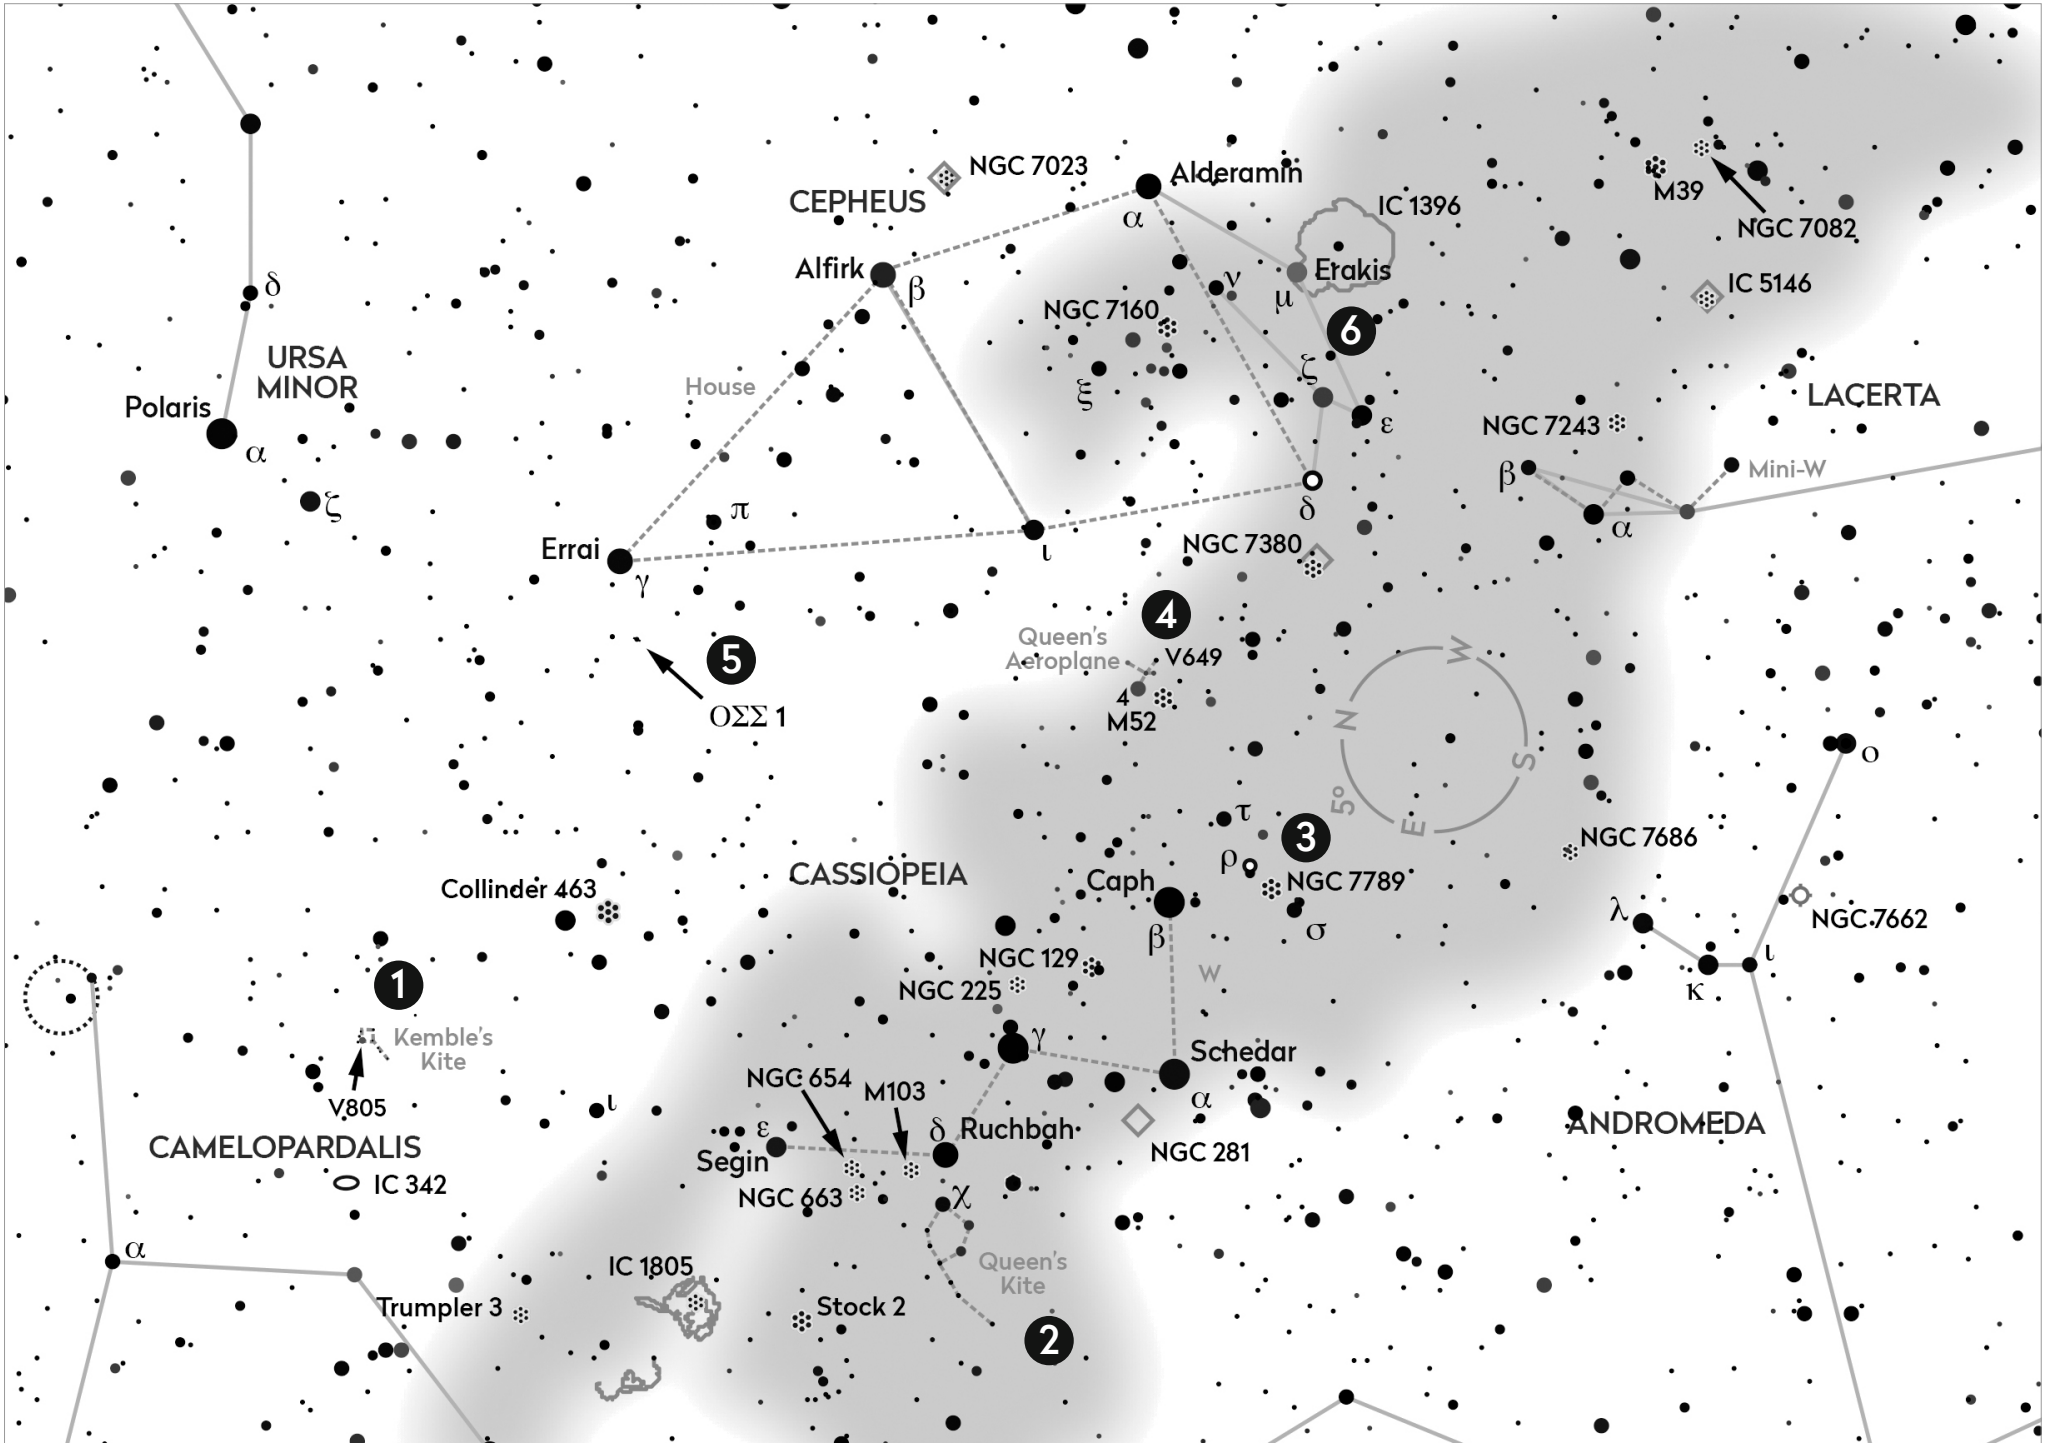 NGC 7023
Alderamin
α
CEPHEUS
IC 1396
M39
NGC 7082
Alfirk
β
Erakis
μ
ν
IC 5146
δ
URSA
MINOR
NGC 7160
6
ζ
ξ
House
LACERTA
Polaris
α
ε
NGC 7243
β
Mini-W
α
ζ
π
δ
Errai
γ
ι
NGC 7380
4
Queen's
Aeroplane
V649
4
M52
5
ΟΣΣ 1
N
W
S
E
5°
ο
τ
3
ρ
NGC 7686
CASSIOPEIA
Caph
β
NGC 7789
σ
Collinder 463
λ
NGC 7662
ι
κ
NGC 129
NGC 225
W
1
Kemble's
Kite
V805
γ
Schedar
α
NGC 654
M103
ι
ε
Segin
δ
Ruchbah
NGC 281
ANDROMEDA
CAMELOPARDALIS
IC 342
NGC 663
χ
α
Queen's
Kite
IC 1805
Trumpler 3
Stock 2
2